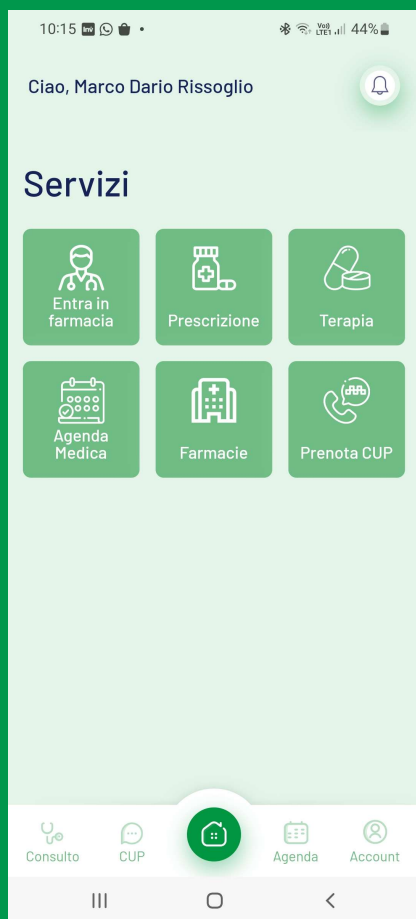 10:15
44%
Ciao, Marco Dario Rissoglio
Servizi
Entra in
farmacia
Prescrizione
Terapia
Agenda
Medica
Farmacie
Prenota CUP
Consulto
CUP
Agenda
Account